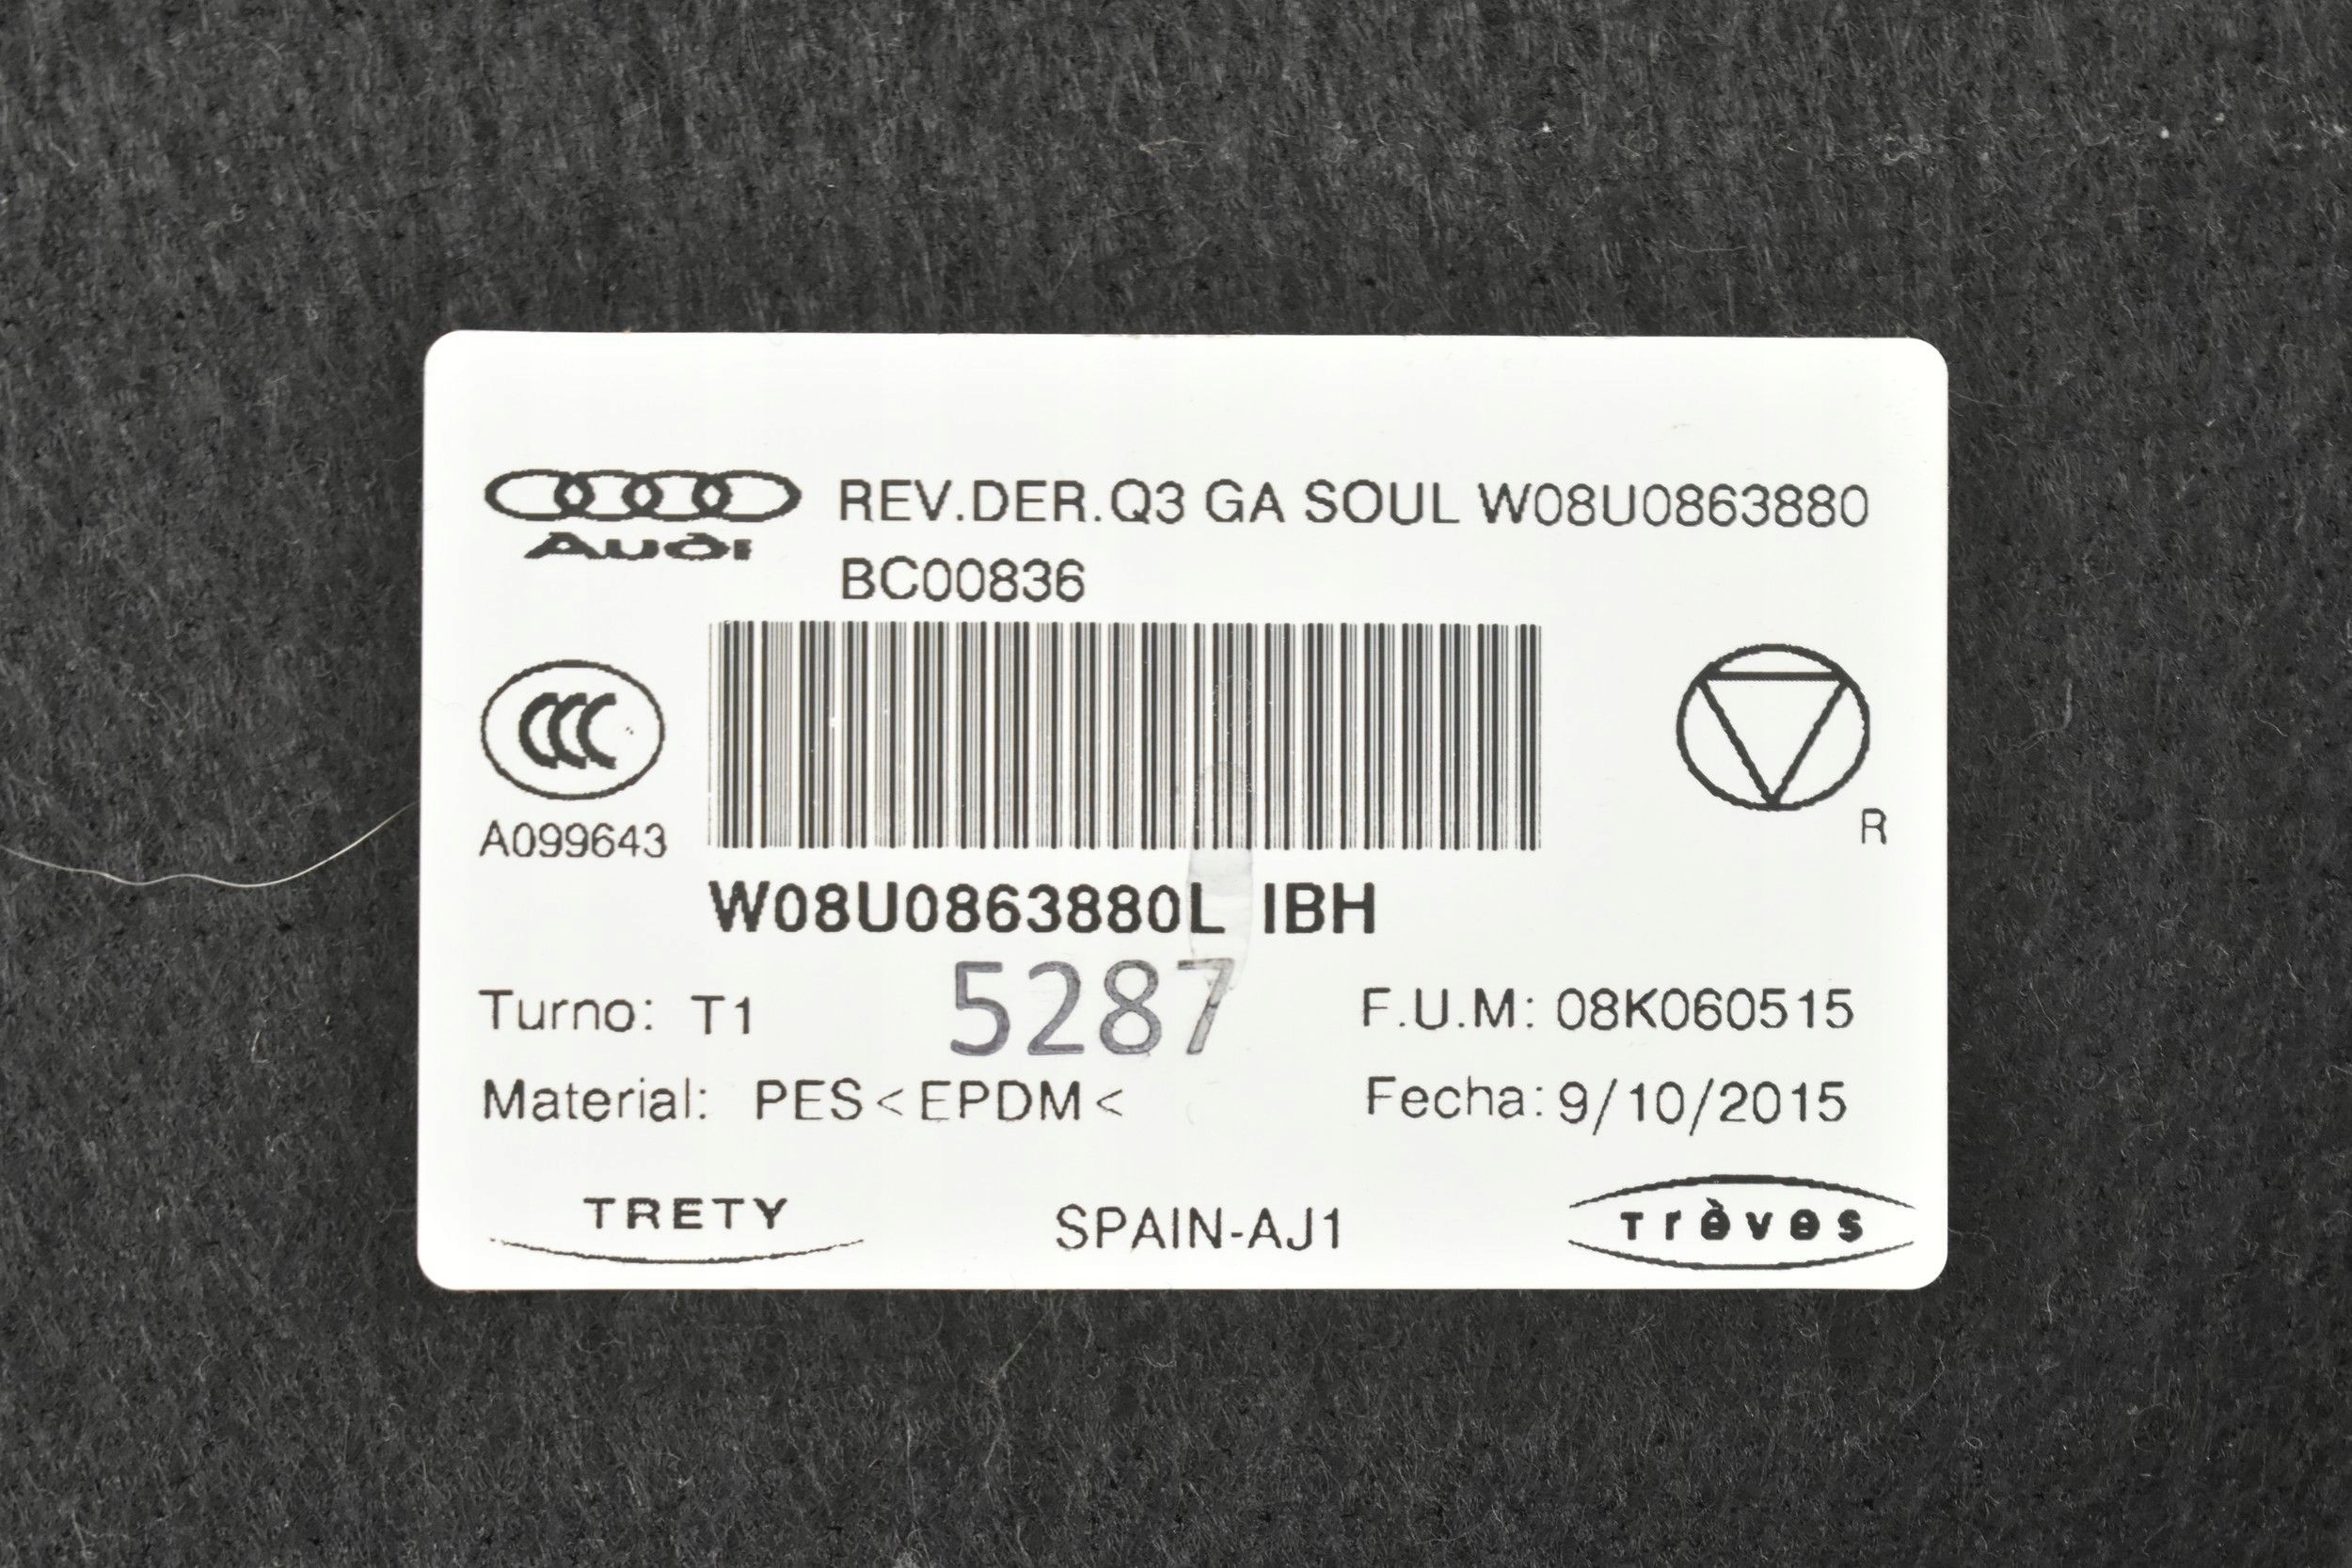 Audi
REV.DER.Q3 GA SOUL W08U0863880
BC00836
CCC
A099643
R
W08U0863880L IBH
5287
Turno: T1
F.U.M: 08K060515
Material: PES<EPDM<
Fecha: 9/10/2015
TRETY
SPAIN-AJ1
Trèves